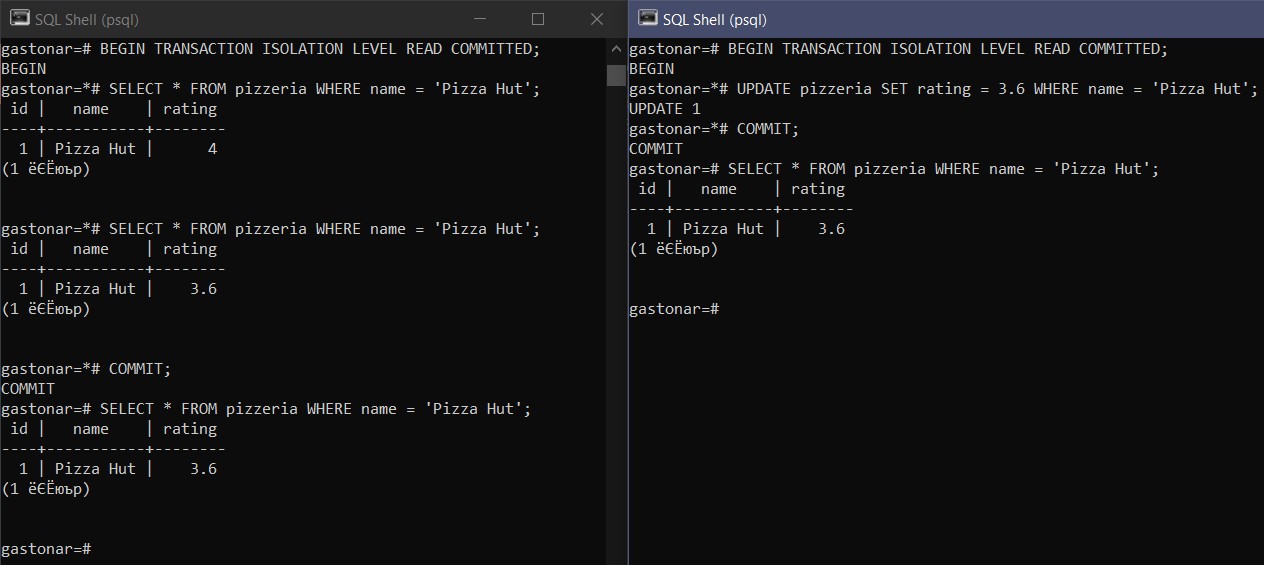 SQL Shell (psql)
gastonar=# BEGIN TRANSACTION ISOLATION LEVEL READ COMMITTED;
BEGIN
gastonar=*# SELECT * FROM pizzeria WHERE name = 'Pizza Hut';
 id |   name    | rating
----+-----------+--------
  1 | Pizza Hut |      4
(1 ёЄЁюър)
gastonar=*# SELECT * FROM pizzeria WHERE name = 'Pizza Hut';
 id |   name    | rating
----+-----------+--------
  1 | Pizza Hut |    3.6
(1 ёЄЁюър)
gastonar=*# COMMIT;
COMMIT
gastonar=# SELECT * FROM pizzeria WHERE name = 'Pizza Hut';
 id |   name    | rating
----+-----------+--------
  1 | Pizza Hut |    3.6
(1 ёЄЁюър)
gastonar=#
SQL Shell (psql)
gastonar=# BEGIN TRANSACTION ISOLATION LEVEL READ COMMITTED;
BEGIN
gastonar=*# UPDATE pizzeria SET rating = 3.6 WHERE name = 'Pizza Hut';
UPDATE 1
gastonar=*# COMMIT;
COMMIT
gastonar=# SELECT * FROM pizzeria WHERE name = 'Pizza Hut';
 id |   name    | rating
----+-----------+--------
  1 | Pizza Hut |    3.6
(1 ёЄЁюър)
gastonar=#